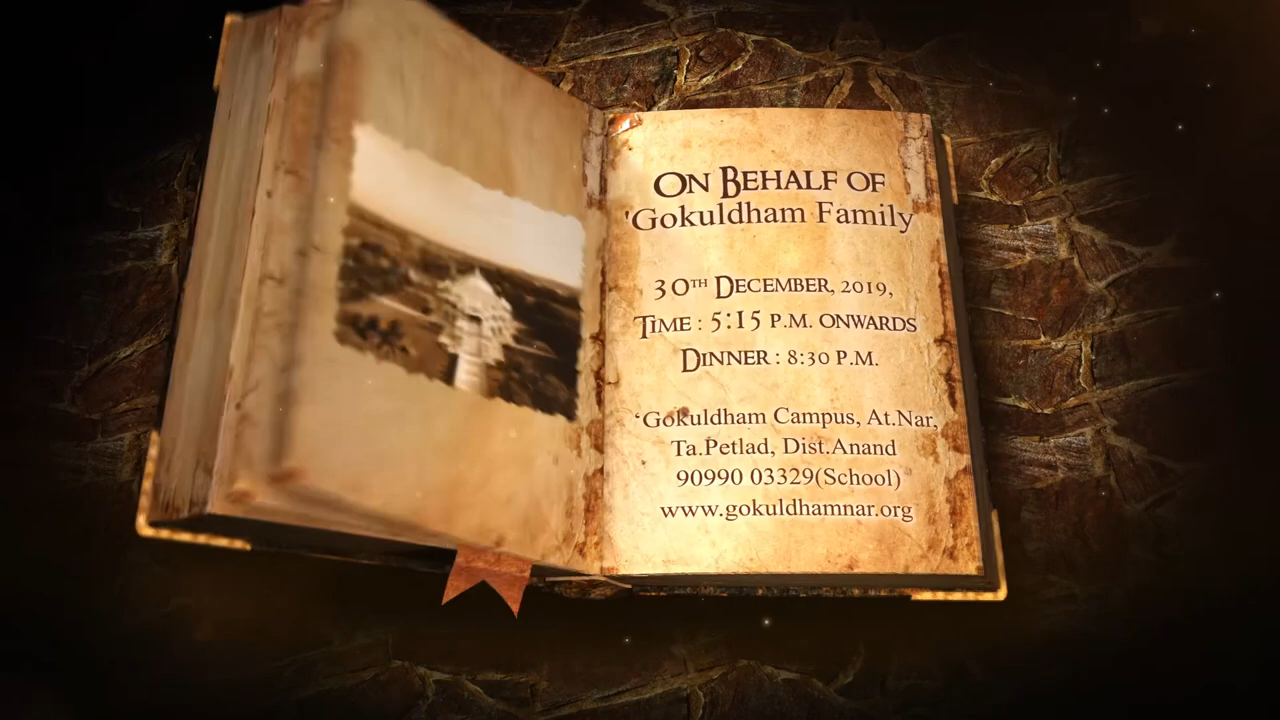 On Behalf of
'Gokuldham Family
30TH December, 2019,
Time : 5:15 P.M. onwards
Dinner : 8:30 P.M.
‘Gokuldham Campus, At.Nar,
Ta.Petlad, Dist.Anand
90990 03329(School)
www.gokuldhamnar.org